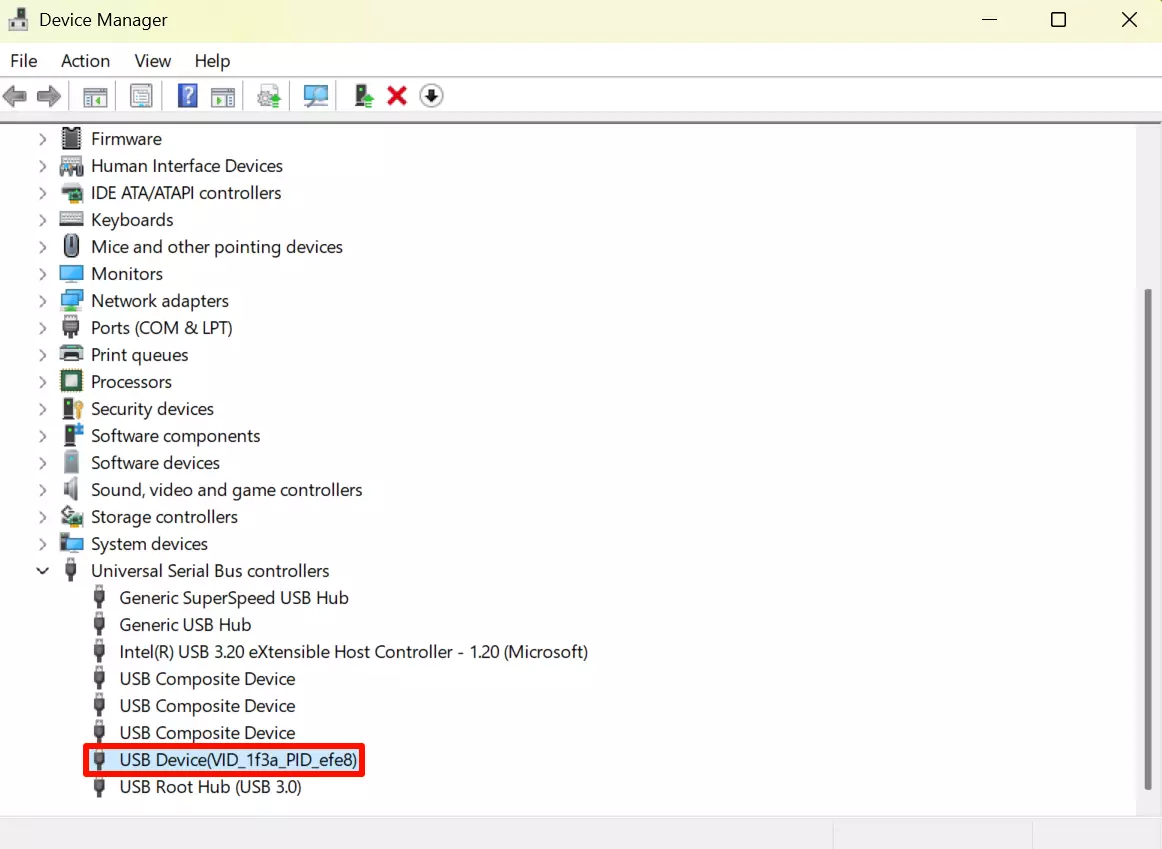 Device Manager
File Action View Help
Firmware
Human Interface Devices
IDE ATA/ATAPI controllers
Keyboards
Mice and other pointing devices
Monitors
Network adapters
Ports (COM & LPT)
Print queues
Processors
Security devices
Software components
Software devices
Sound, video and game controllers
Storage controllers
System devices
Universal Serial Bus controllers
Generic SuperSpeed USB Hub
Generic USB Hub
Intel(R) USB 3.20 eXtensible Host Controller - 1.20 (Microsoft)
USB Composite Device
USB Composite Device
USB Composite Device
USB Device(VID_1f3a_PID_efe8)
USB Root Hub (USB 3.0)